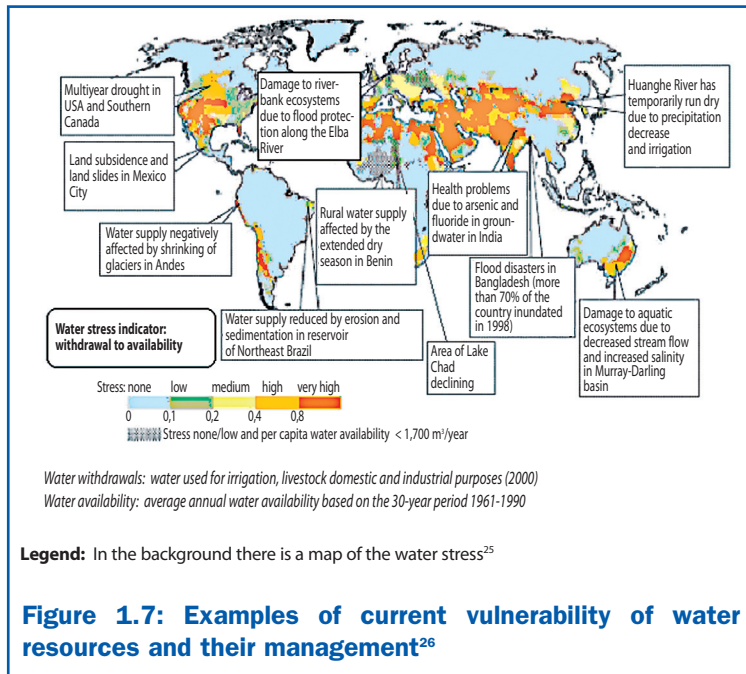 Multiyear drought in
USA and Southern
Canada
Damage to river-
bank ecosystems
due to flood protec-
tion along the Elba
River
Huanghe River has
temporarily run dry
due to precipitation
decrease
and irrigation
Land subsidence and
land slides in Mexico
City
Water supply negatively
affected by shrinking of
glaciers in Andes
Rural water supply
affected by the
extended dry
season in Benin
Health problems
due to arsenic and
fluoride in groun-
dwater in India
Flood disasters in
Bangladesh (more
than 70% of the
country inundated
in 1998)
Damage to aquatic
ecosystems due to
decreased stream flow
and increased salinity
in Murray-Darling
basin
Water supply reduced by erosion and
sedimentation in reservoir
of Northeast Brazil
Area of Lake
Chad
declining
Water stress indicator:
withdrawal to availability
Stress: none low medium high very high
0 0,1 0,2 0,4 0,8
Stress none/low and per capita water availability < 1,700 m³/year
Water withdrawals: water used for irrigation, livestock domestic and industrial purposes (2000)
Water availability: average annual water availability based on the 30-year period 1961-1990
Legend: In the background there is a map of the water stress²⁵
Figure 1.7: Examples of current vulnerability of water
resources and their management²⁶